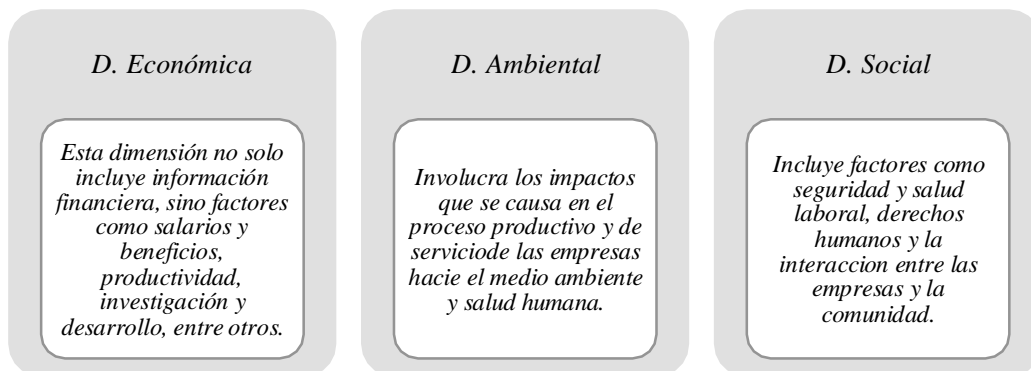 D. Económica
Esta dimensión no solo
incluye información
financiera, sino factores
como salarios y
beneficios,
productividad,
investigación y
desarrollo, entre otros.
D. Ambiental
Involucra los impactos
que se causa en el
proceso productivo y de
serviciode las empresas
hacie el medio ambiente
y salud humana.
D. Social
Incluye factores como
seguridad y salud
laboral, derechos
humanos y la
interaccion entre las
empresas y la
comunidad.